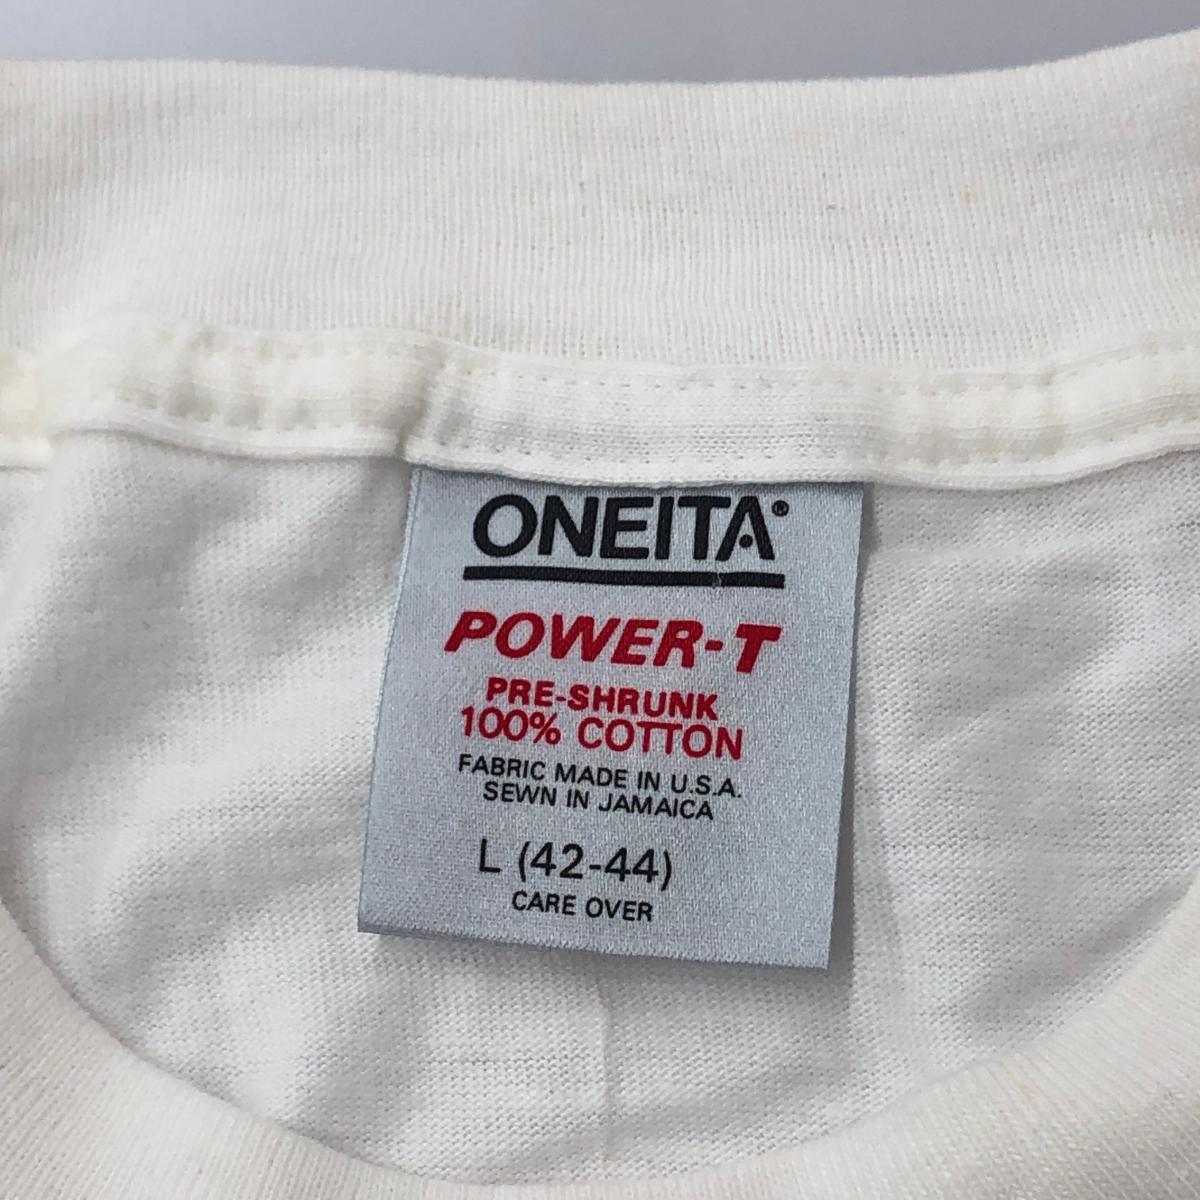 ONEITA®
POWER-T
PRE-SHRUNK
100% COTTON
FABRIC MADE IN U.S.A.
SEWN IN JAMAICA
L (42-44)
CARE OVER